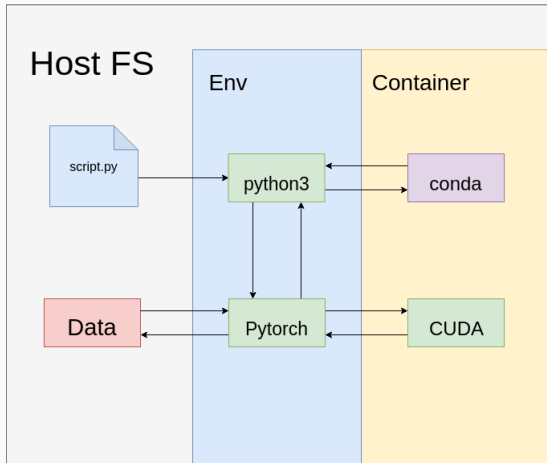 Host FS
Env
Container
script.py
python3
conda
Data
Pytorch
CUDA